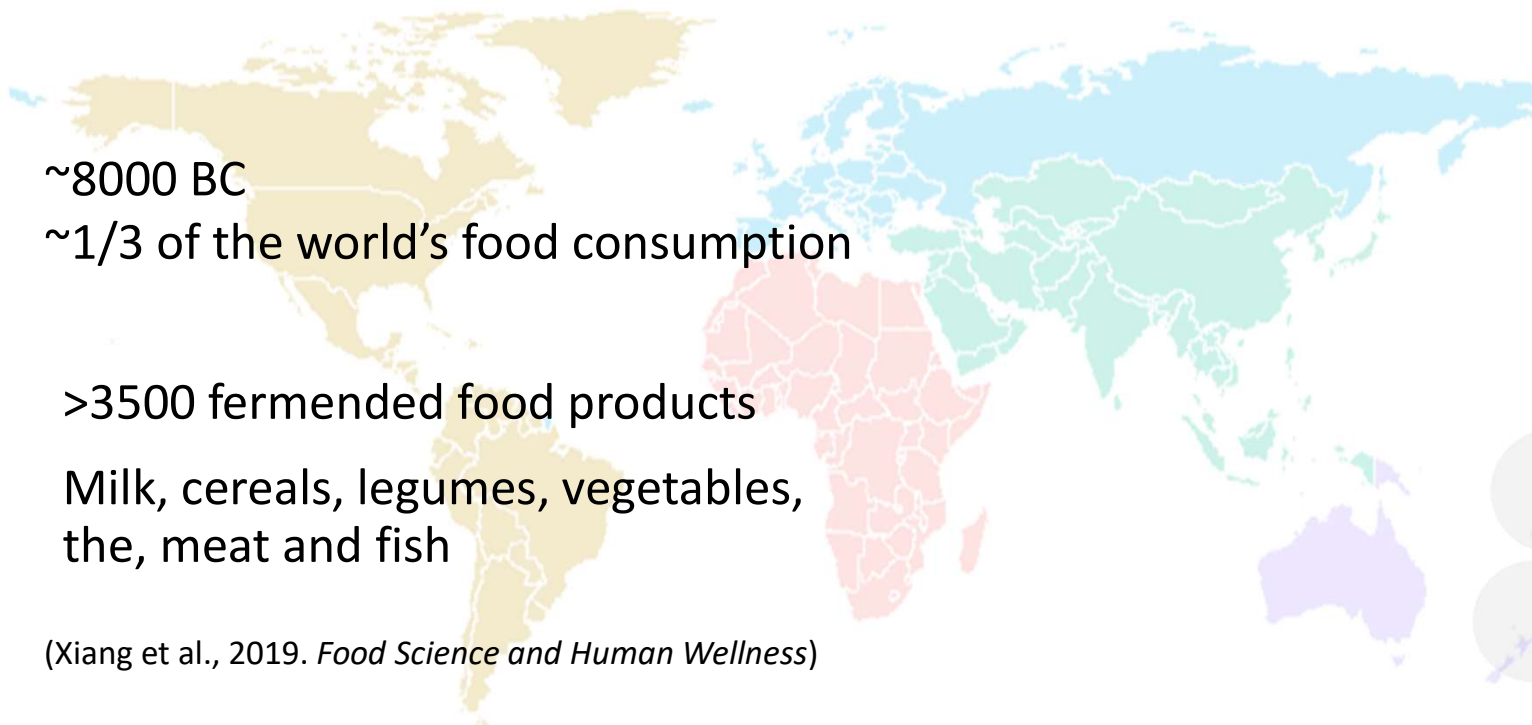 ~8000 BC
~1/3 of the world’s food consumption
>3500 fermended food products
Milk, cereals, legumes, vegetables,
the, meat and fish
(Xiang et al., 2019. Food Science and Human Wellness)